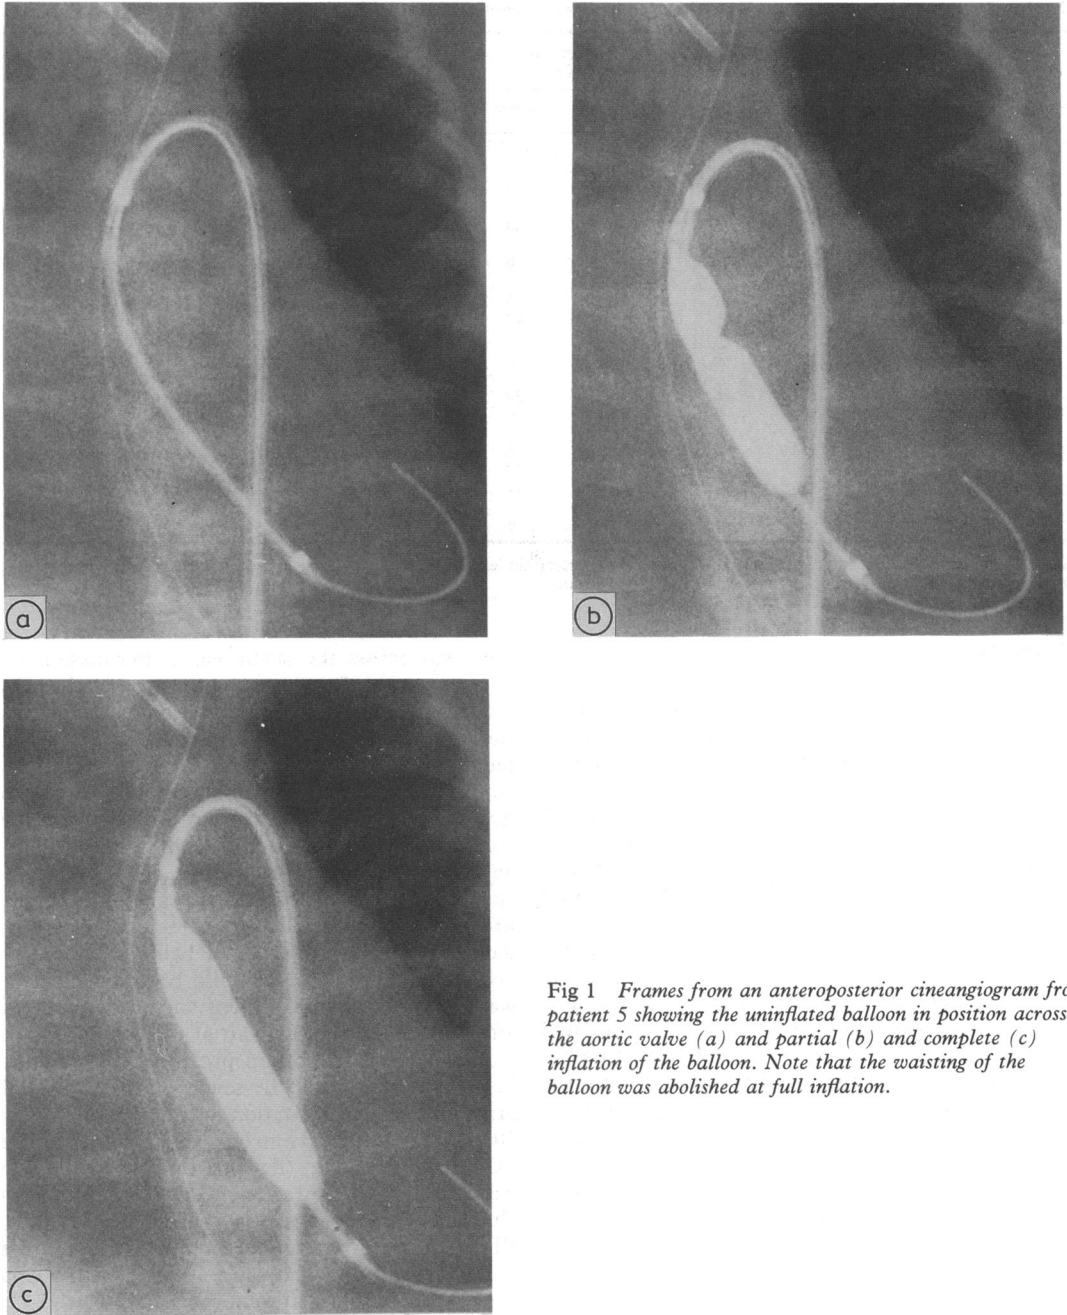 a
b
c
Fig 1 Frames from an anteroposterior cineangiogram
patient 5 showing the uninflated balloon in position across
the aortic valve (a) and partial (b) and complete (c)
inflation of the balloon. Note that the waisting of the
balloon was abolished at full inflation.